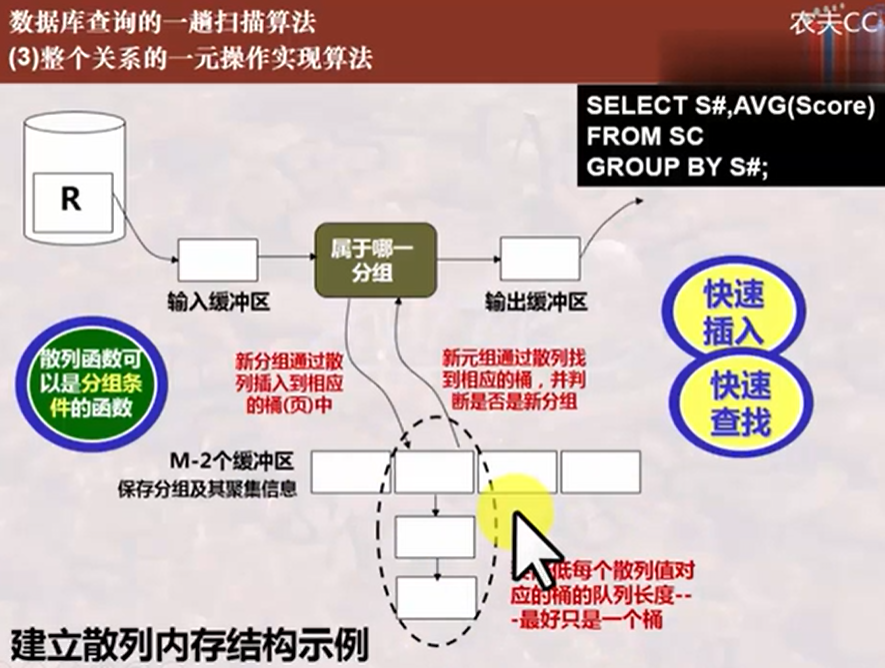 数据库查询的一趟扫描算法
(3)整个关系的一元操作实现算法
农夫CC
SELECT S#,AVG(Score)
FROM SC
GROUP BY S#;
R
属于哪一
分组
输入缓冲区
输出缓冲区
快速
插入
快速
查找
散列函数可
以是分组条
件的函数
新分组通过散
列插入到相应
的桶(页)中
新元组通过散列找
到相应的桶，并判
断是否是新分组
M-2个缓冲区
保存分组及其聚集信息
低每个散列值对
应的桶的队列长度--
-最好只是一个桶
建立散列内存结构示例